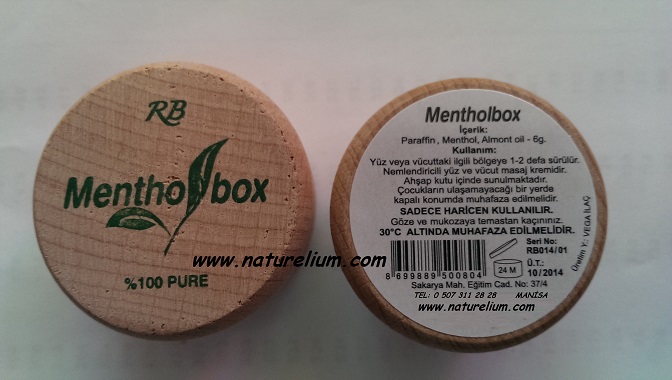 RB
Mentholbox
www.naturelium.com
%100 PURE
Mentholbox
İçerik:
Paraffin , Menthol, Almont oil - 6g.
Kullanım:
Yüz veya vücuttaki ilgili bölgeye 1-2 defa sürülür.
Nemlendiricili yüz ve vücut masaj kremidir.
Ahşap kutu içinde sunulmaktadır.
Çocukların ulaşamayacağı bir yerde
kapalı konumda muhafaza edilmelidir.
SADECE HARİCEN KULLANILIR.
Göze ve mukozaya temastan kaçınınız.
30°C ALTINDA MUHAFAZA EDİLMELİDİR.
Seri No:
RB014/01
Ü.T.:
10/2014
Üretim Y.: VEGA İLAÇ
24 M
8 699889 500804
Sakarya Mah. Eğitim Cad. No: 37/4
TEL: 0 507 311 28 28 MANİSA
www.naturelium.com